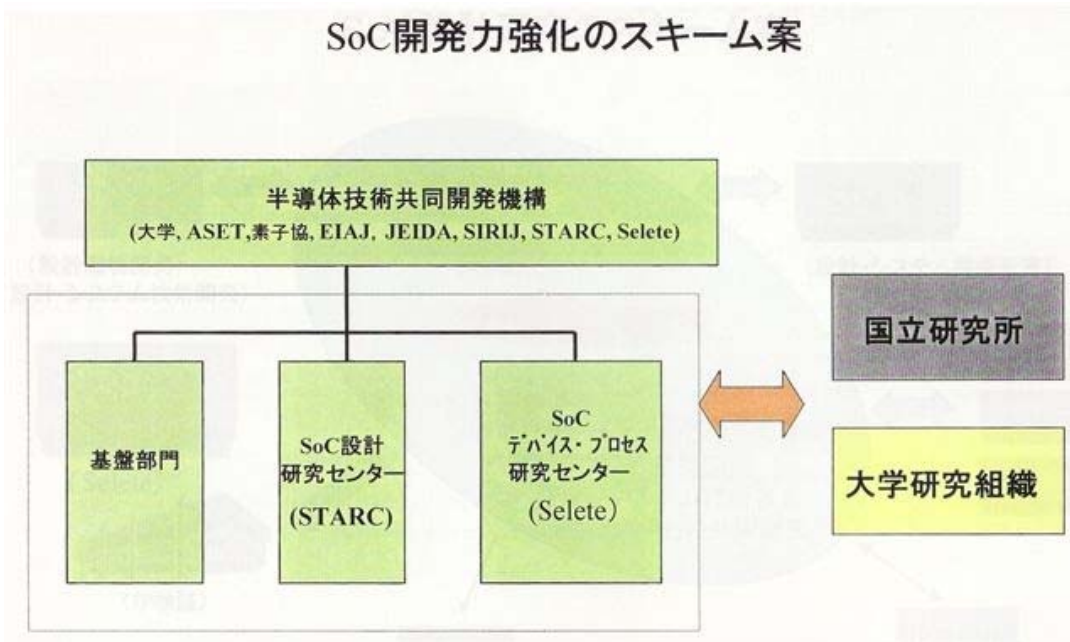 SoC開発力強化のスキーム案
半導体技術共同開発機構
(大学, ASET,素子協, EIAJ, JEIDA, SIRIJ, STARC, Selete)
基盤部門
SoC設計
研究センター
(STARC)
SoC
ﾃﾞﾊﾞｲｽ・ﾌﾟﾛｾｽ
研究センター
(Selete)
国立研究所
大学研究組織